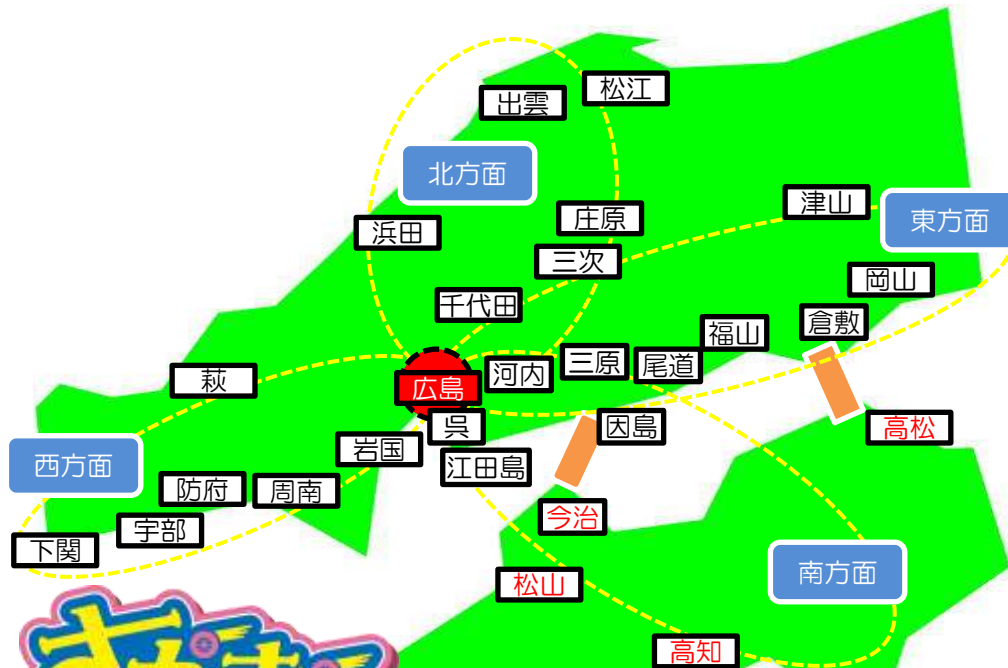 出雲
松江
北方面
浜田
庄原
津山
東方面
三次
岡山
千代田
倉敷
福山
三原
尾道
河内
萩
広島
呉
因島
高松
岩国
江田島
西方面
防府
周南
今治
宇部
下関
松山
南方面
高知